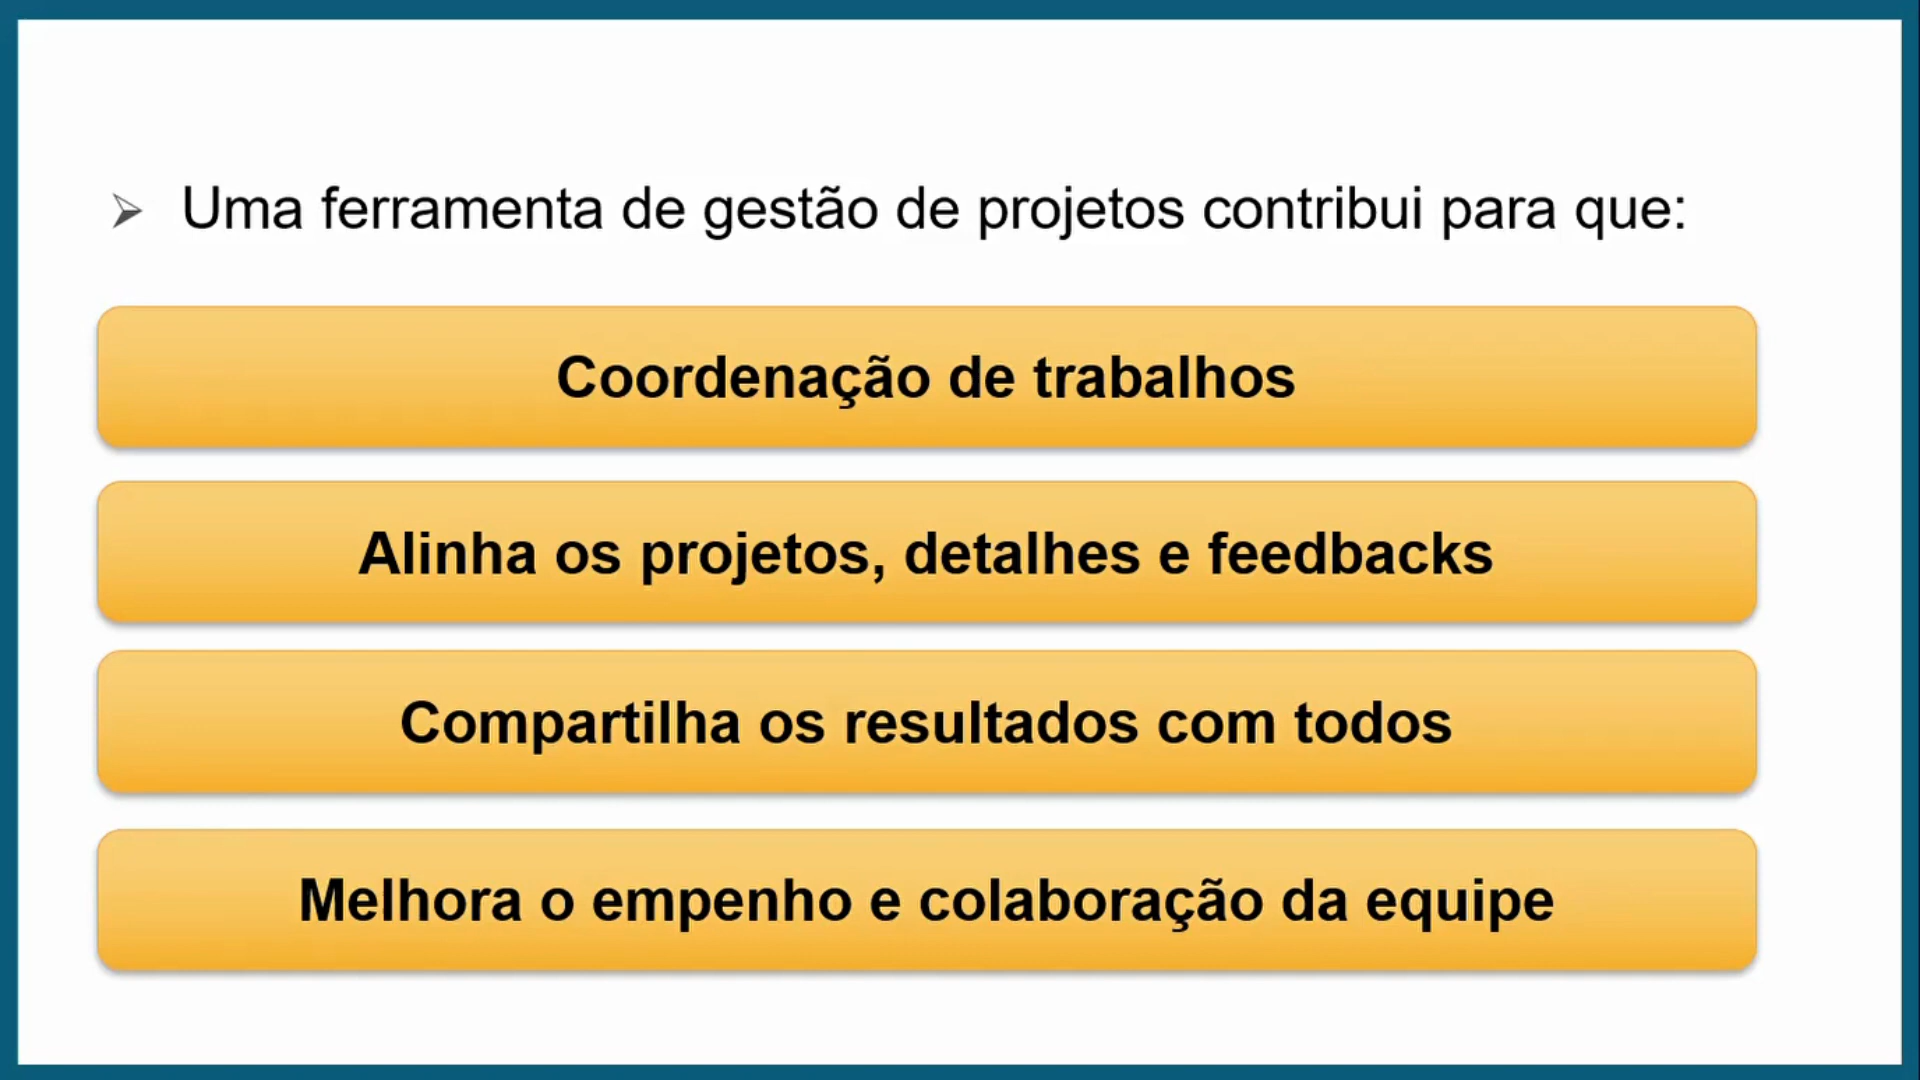 Uma ferramenta de gestão de projetos contribui para que:
Coordenação de trabalhos
Alinha os projetos, detalhes e feedbacks
Compartilha os resultados com todos
Melhora o empenho e colaboração da equipe